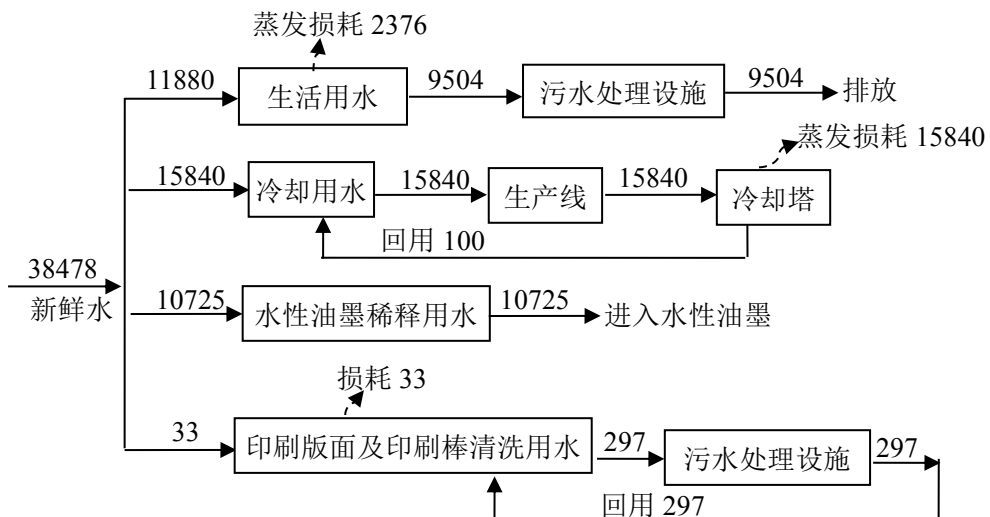 蒸发损耗 2376
11880
生活用水
9504
污水处理设施
9504
排放
蒸发损耗 15840
15840
冷却用水
15840
生产线
15840
冷却塔
回用 100
38478
新鲜水
10725
水性油墨稀释用水
10725
进入水性油墨
损耗 33
33
印刷版面及印刷棒清洗用水
297
污水处理设施
297
回用 297